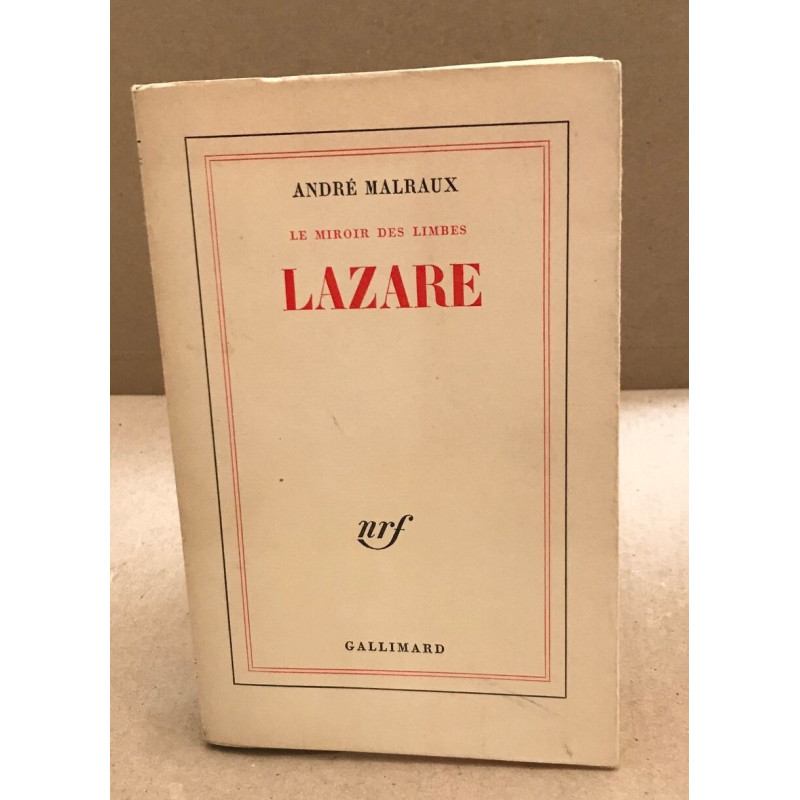 ANDRÉ MALRAUX
LE MIROIR DES LIMBES
LAZARE
nrf
GALLIMARD